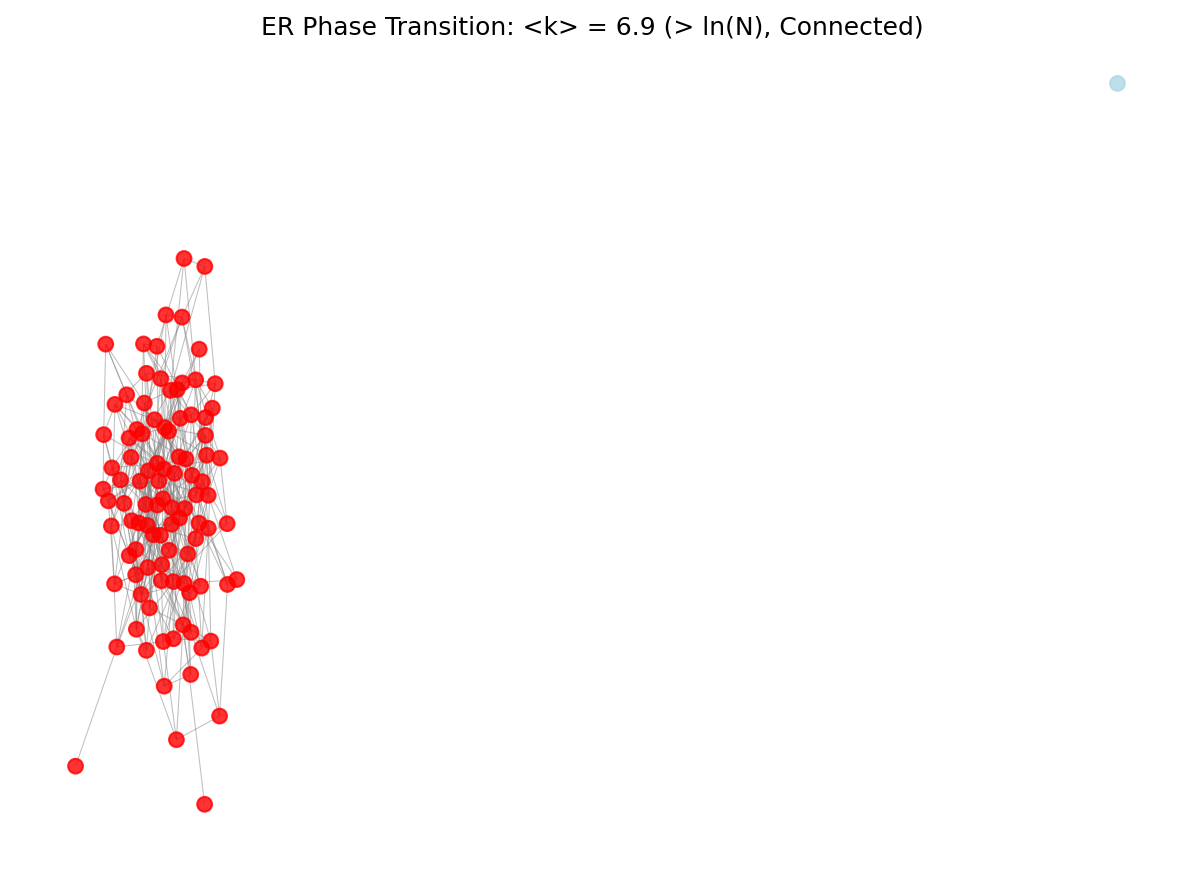 ER Phase Transition: <k> = 6.9 (> ln(N), Connected)